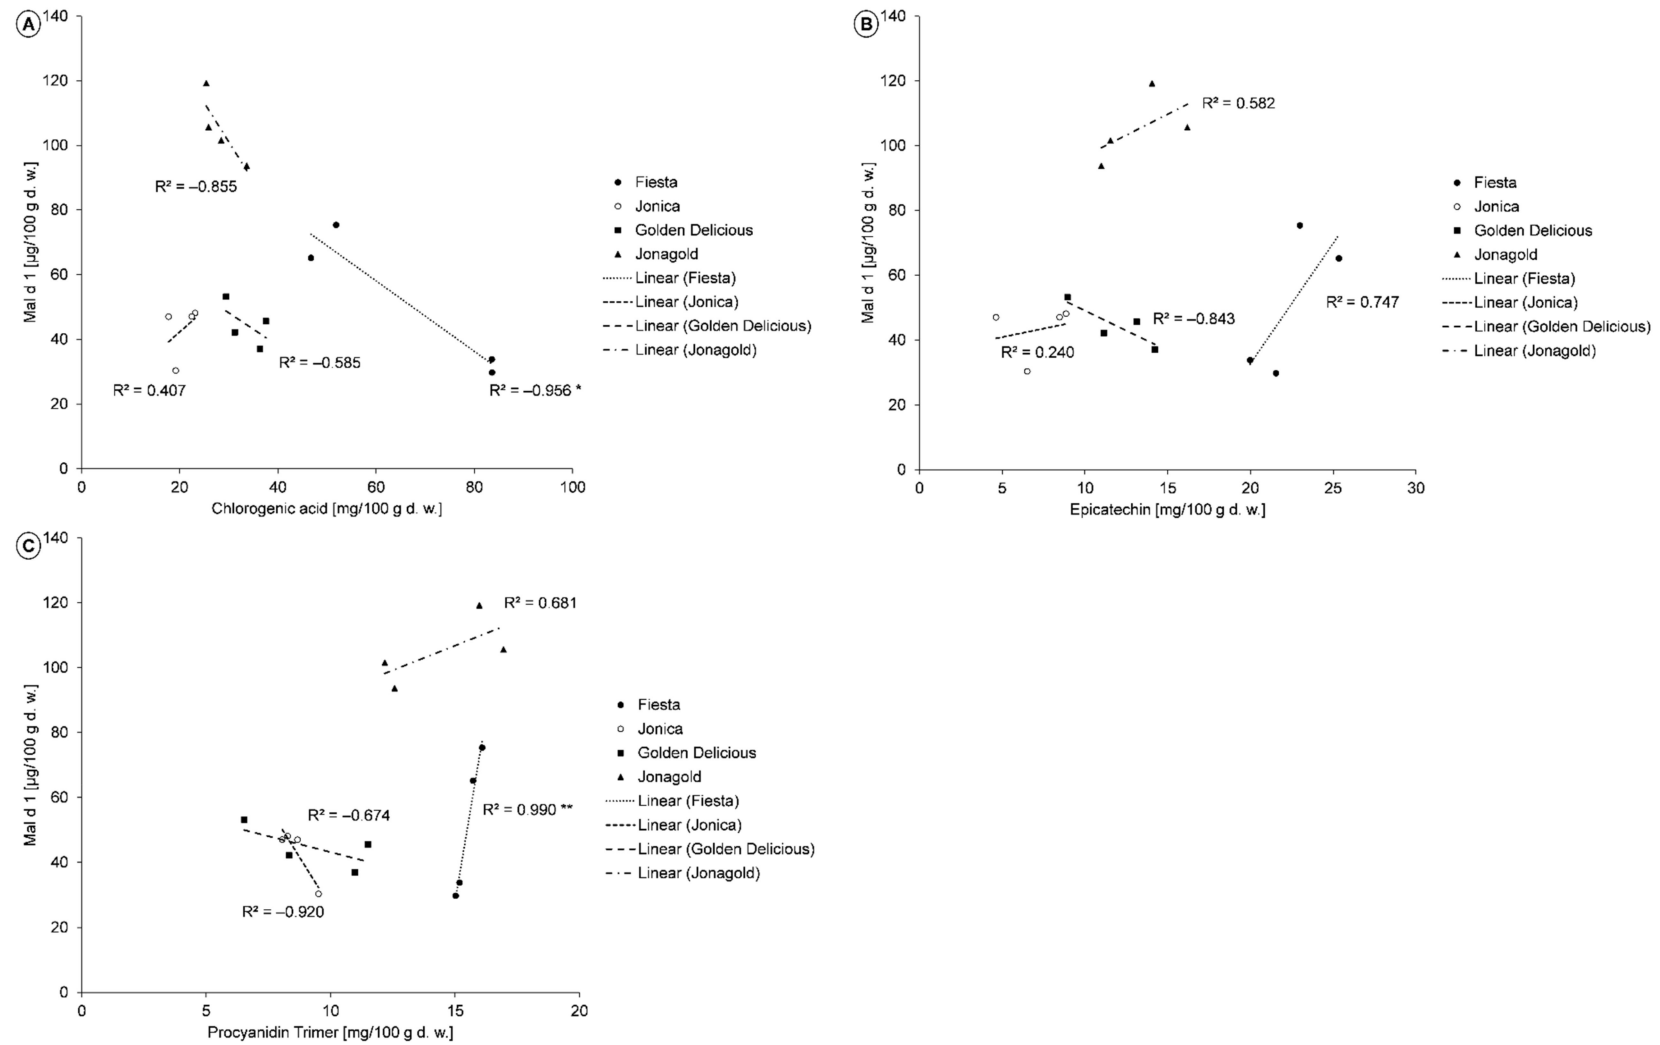 A
140
120
100
80
60
40
20
0
0 20 40 60 80 100
Mal d 1 [µg/100 g d. w.]
Chlorogenic acid [mg/100 g d. w.]
R² = –0.855
R² = –0.585
R² = 0.407
R² = –0.956 *
Fiesta
Jonica
Golden Delicious
Jonagold
Linear (Fiesta)
Linear (Jonica)
Linear (Golden Delicious)
Linear (Jonagold)
B
140
120
100
80
60
40
20
0
0 5 10 15 20 25 30
Mal d 1 [µg/100 g d. w.]
Epicatechin [mg/100 g d. w.]
R² = 0.582
R² = 0.747
R² = –0.843
R² = 0.240
Fiesta
Jonica
Golden Delicious
Jonagold
Linear (Fiesta)
Linear (Jonica)
Linear (Golden Delicious)
Linear (Jonagold)
C
140
120
100
80
60
40
20
0
0 5 10 15 20
Mal d 1 [µg/100 g d. w.]
Procyanidin Trimer [mg/100 g d. w.]
R² = 0.681
R² = 0.990 **
R² = –0.674
R² = –0.920
Fiesta
Jonica
Golden Delicious
Jonagold
Linear (Fiesta)
Linear (Jonica)
Linear (Golden Delicious)
Linear (Jonagold)